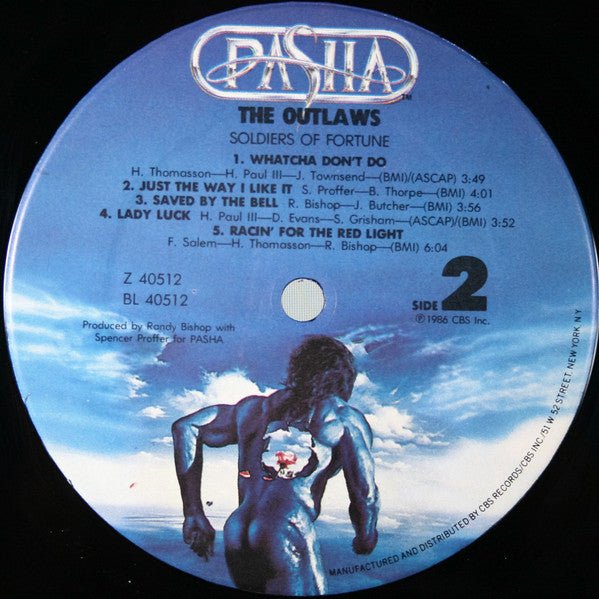 PASHA
TM
THE OUTLAWS
SOLDIERS OF FORTUNE
1. WHATCHA DON'T DO
H. Thomasson—H. Paul III—J. Townsend—(BMI)/(ASCAP) 3:49
2. JUST THE WAY I LIKE IT S. Proffer—B. Thorpe—(BMI) 4:01
3. SAVED BY THE BELL R. Bishop—J. Butcher—(BMI) 3:56
4. LADY LUCK H. Paul III—D. Evans—S. Grisham—(ASCAP)/(BMI) 3:52
5. RACIN' FOR THE RED LIGHT
F. Salem—H. Thomasson—R. Bishop—(BMI) 6:04
Z 40512
BL 40512
SIDE 2
℗ 1986 CBS Inc.
Produced by Randy Bishop with
Spencer Proffer for PASHA
MANUFACTURED AND DISTRIBUTED BY CBS RECORDS/CBS INC./51 W 52 STREET, NEW YORK, N.Y.